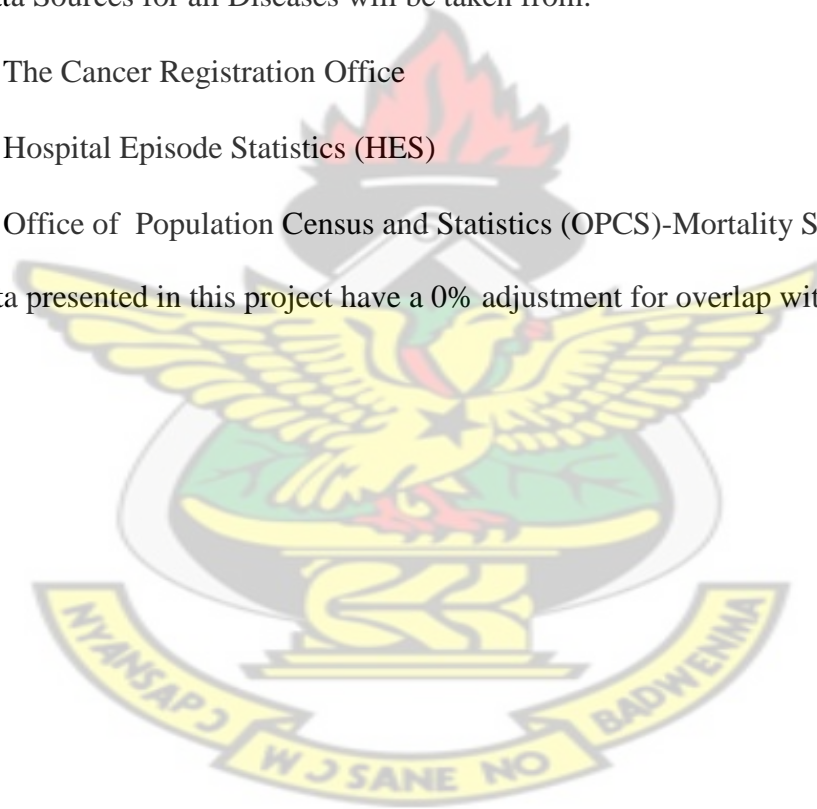 ta Sources for all Diseases will be taken from:
The Cancer Registration Office
Hospital Episode Statistics (HES)
Office of Population Census and Statistics (OPCS)-Mortality S
ta presented in this project have a 0% adjustment for overlap wit
NYANSAPƆ WƆSANE NO BADWENMA